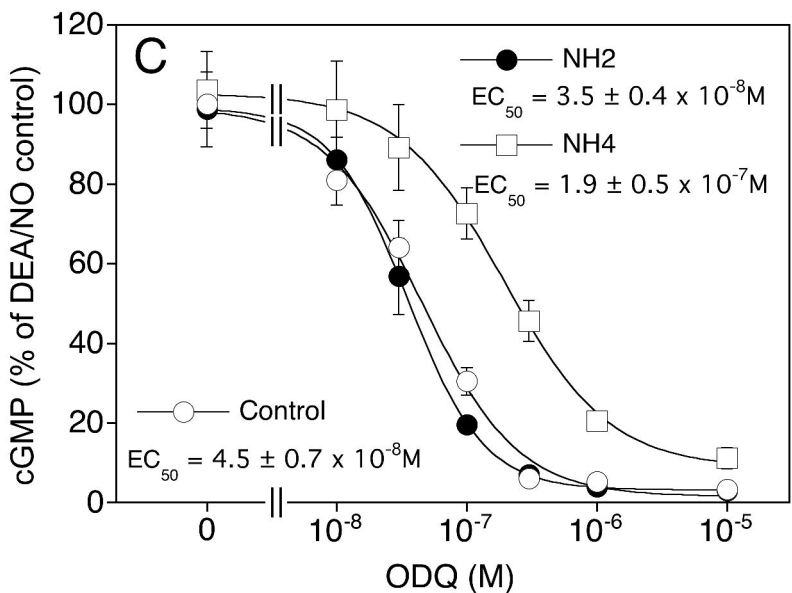 C
NH2
EC50 = 3.5 ± 0.4 x 10-8M
NH4
EC50 = 1.9 ± 0.5 x 10-7M
Control
EC50 = 4.5 ± 0.7 x 10-8M
cGMP (% of DEA/NO control)
120
100
80
60
40
20
0
0 10-8 10-7 10-6 10-5
ODQ (M)